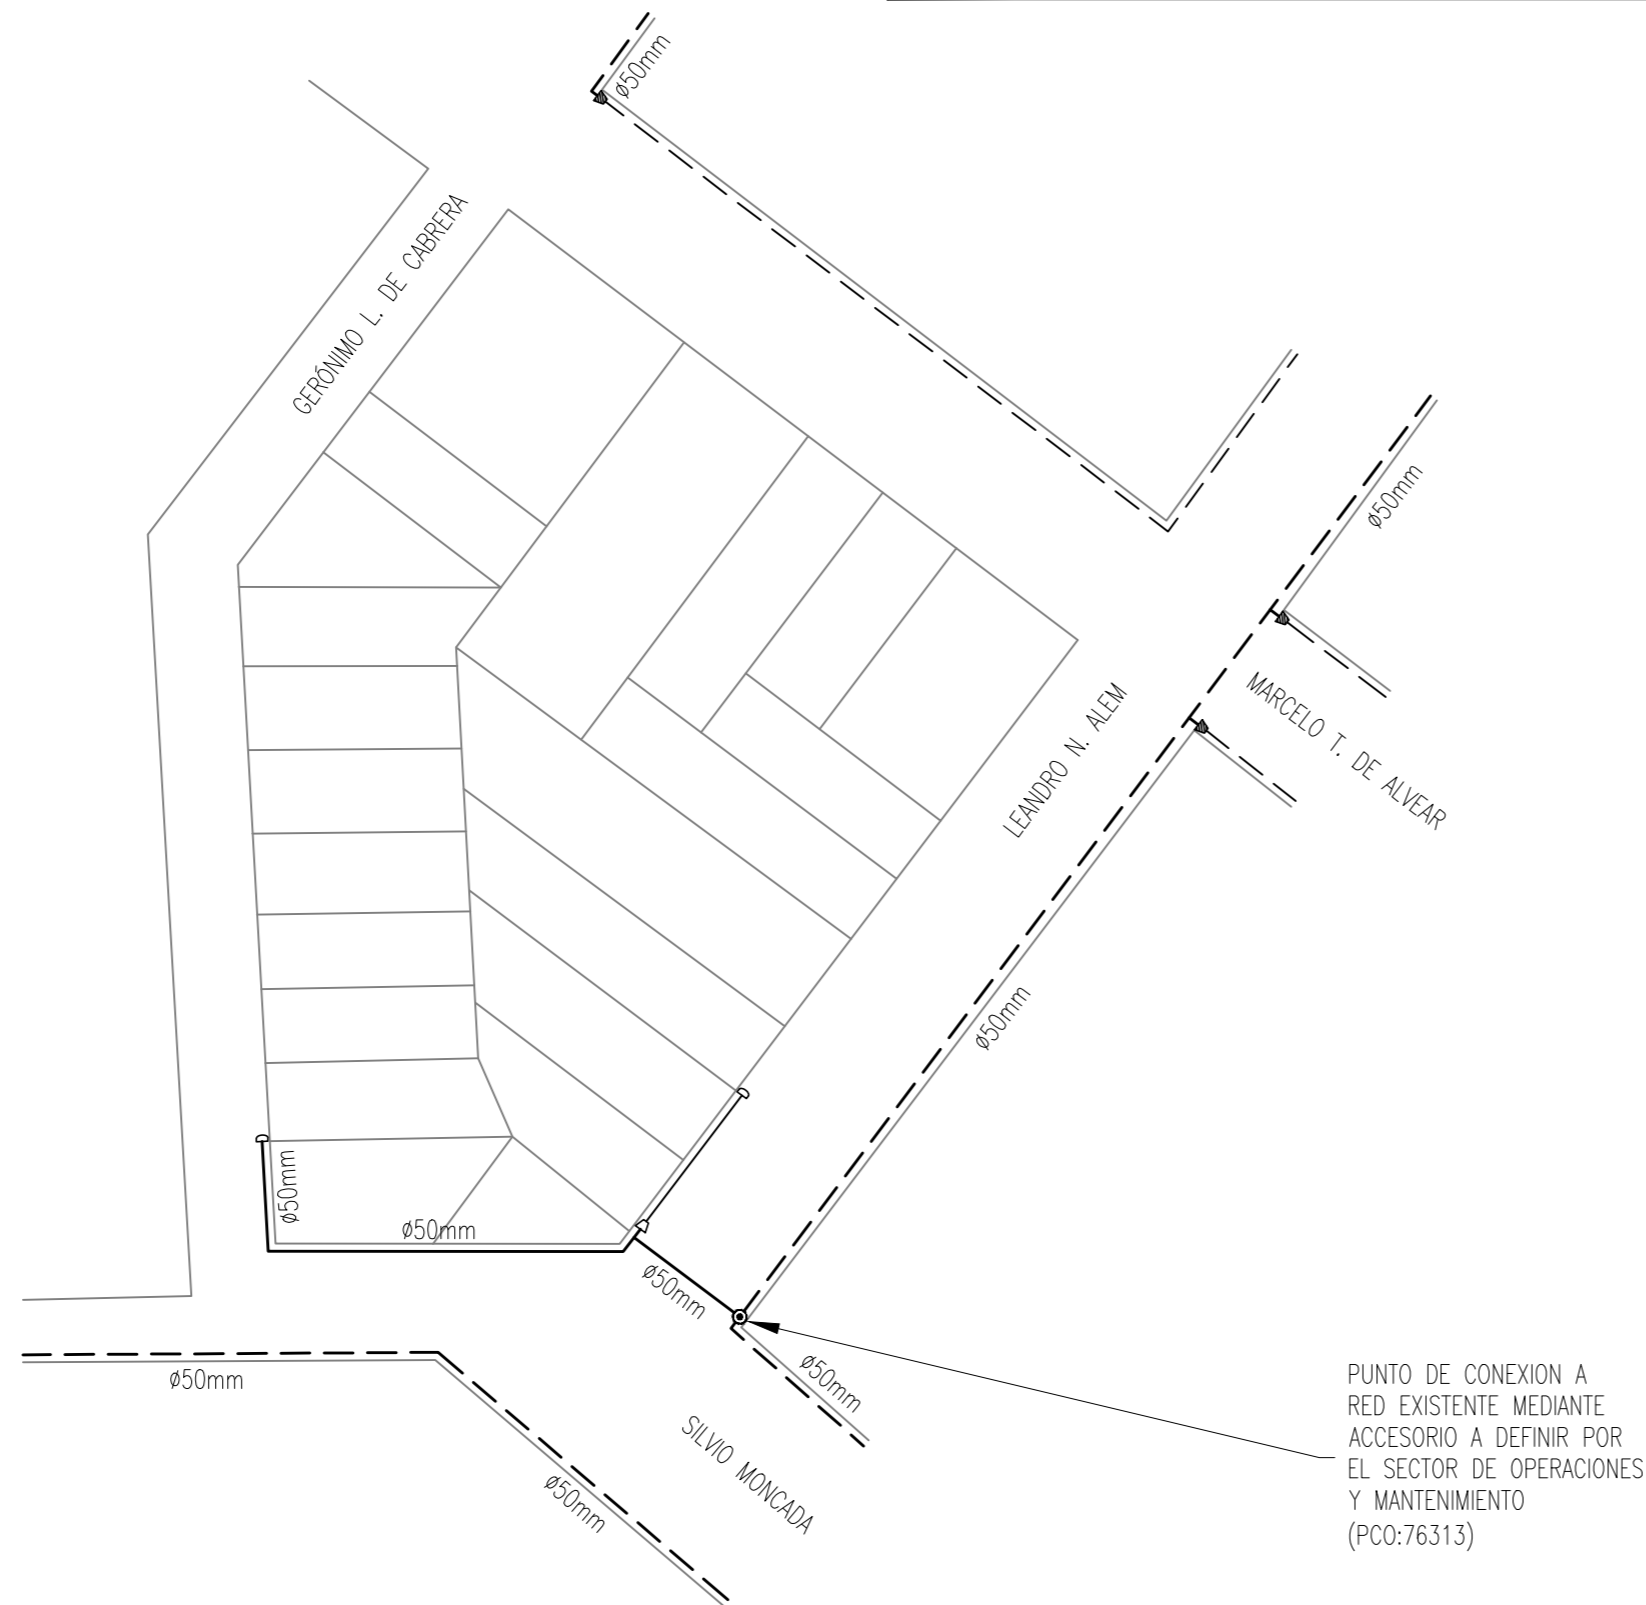 ø50mm
GERÓNIMO L. DE CABRERA
ø50mm
MARCELO T. DE ALVEAR
LEANDRO N. ALEM
ø50mm
ø50mm
ø50mm
ø50mm
ø50mm
ø50mm
SILVIO MONCADA
ø50mm
PUNTO DE CONEXION A
RED EXISTENTE MEDIANTE
ACCESORIO A DEFINIR POR
EL SECTOR DE OPERACIONES
Y MANTENIMIENTO
(PCO:76313)